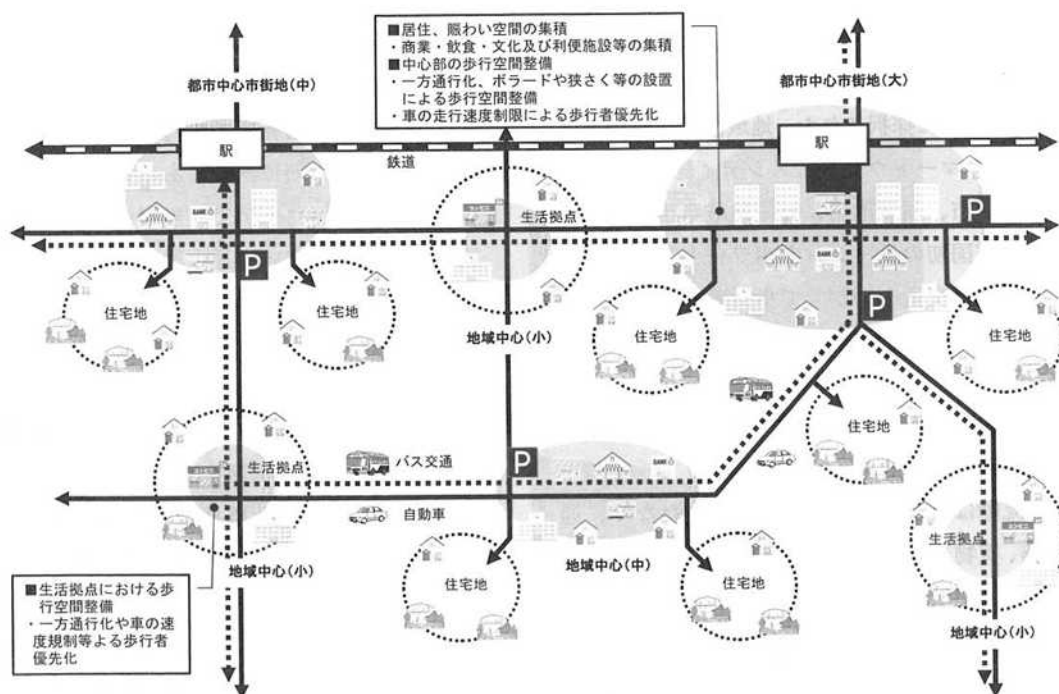 ■居住、賑わい空間の集積
・商業・飲食・文化及び利便施設等の集積
■中心部の歩行空間整備
・一方通行化、ボラードや狭さく等の設置
による歩行空間整備
・車の走行速度制限による歩行者優先化
都市中心市街地(中)
都市中心市街地(大)
駅
駅
鉄道
生活拠点
BANK
BANK
P
P
住宅地
住宅地
地域中心(小)
住宅地
P
住宅地
住宅地
生活拠点
バス交通
P
BANK
自動車
生活拠点
地域中心(小)
住宅地
地域中心(中)
住宅地
地域中心(小)
■生活拠点における歩
行空間整備
・一方通行化や車の速
度規制等よる歩行者
優先化